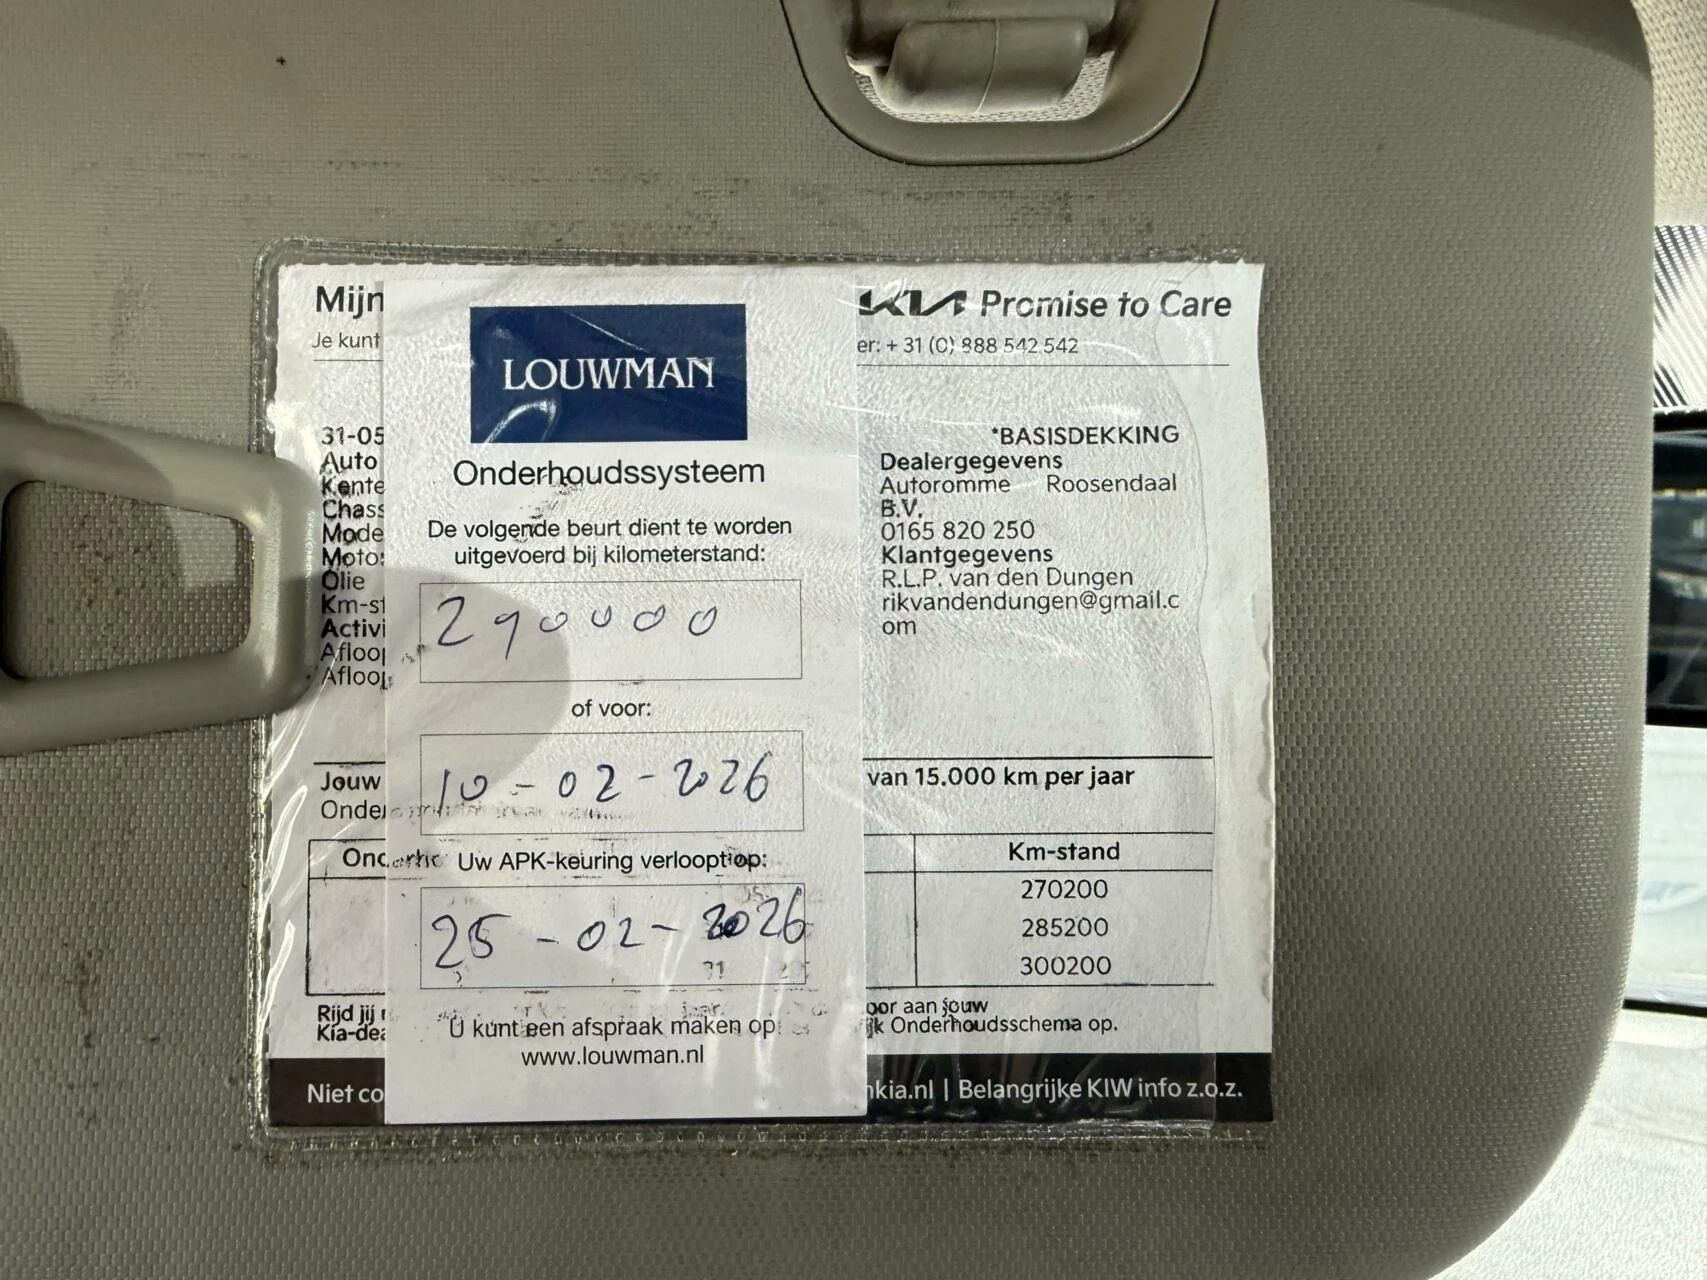 Mijn
KIA Promise to Care
Je kunt
er: + 31 (0) 888 542 542
LOUWMAN
Onderhoudssysteem
De volgende beurt dient te worden
uitgevoerd bij kilometerstand:
290000
of voor:
10-02-2026
Uw APK-keuring verloopt op:
25-02-2026
U kunt een afspraak maken op:
www.louwman.nl
31-05
Auto
Kente
Chass
Mode
Moto
Olie
Km-st
Activi
Afloop
Afloop
*BASISDEKKING
Dealergegevens
Autoromme Roosendaal
B.V.
0165 820 250
Klantgegevens
R.L.P. van den Dungen
rikvandendungen@gmail.c
om
Jouw
van 15.000 km per jaar
Onder
Onderho
Km-stand
270200
285200
300200
Rijd jij
oor aan jouw
Kia-dea
jk Onderhoudsschema op.
Niet co
nkia.nl | Belangrijke KIW info z.o.z.